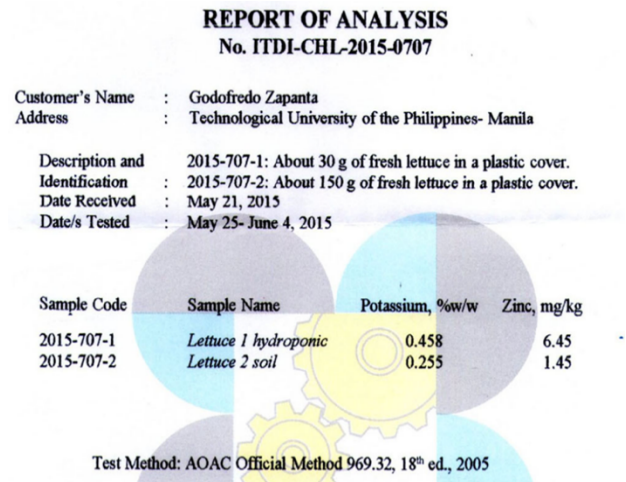 REPORT OF ANALYSIS
No. ITDI-CHL-2015-0707
Customer's Name : Godofredo Zapanta
Address : Technological University of the Philippines- Manila
Description and 2015-707-1: About 30 g of fresh lettuce in a plastic cover.
Identification : 2015-707-2: About 150 g of fresh lettuce in a plastic cover.
Date Received : May 21, 2015
Date/s Tested : May 25- June 4, 2015
Sample Code Sample Name Potassium, %w/w Zinc, mg/kg
2015-707-1 Lettuce 1 hydroponic 0.458 6.45
2015-707-2 Lettuce 2 soil 0.255 1.45
Test Method: AOAC Official Method 969.32, 18th ed., 2005